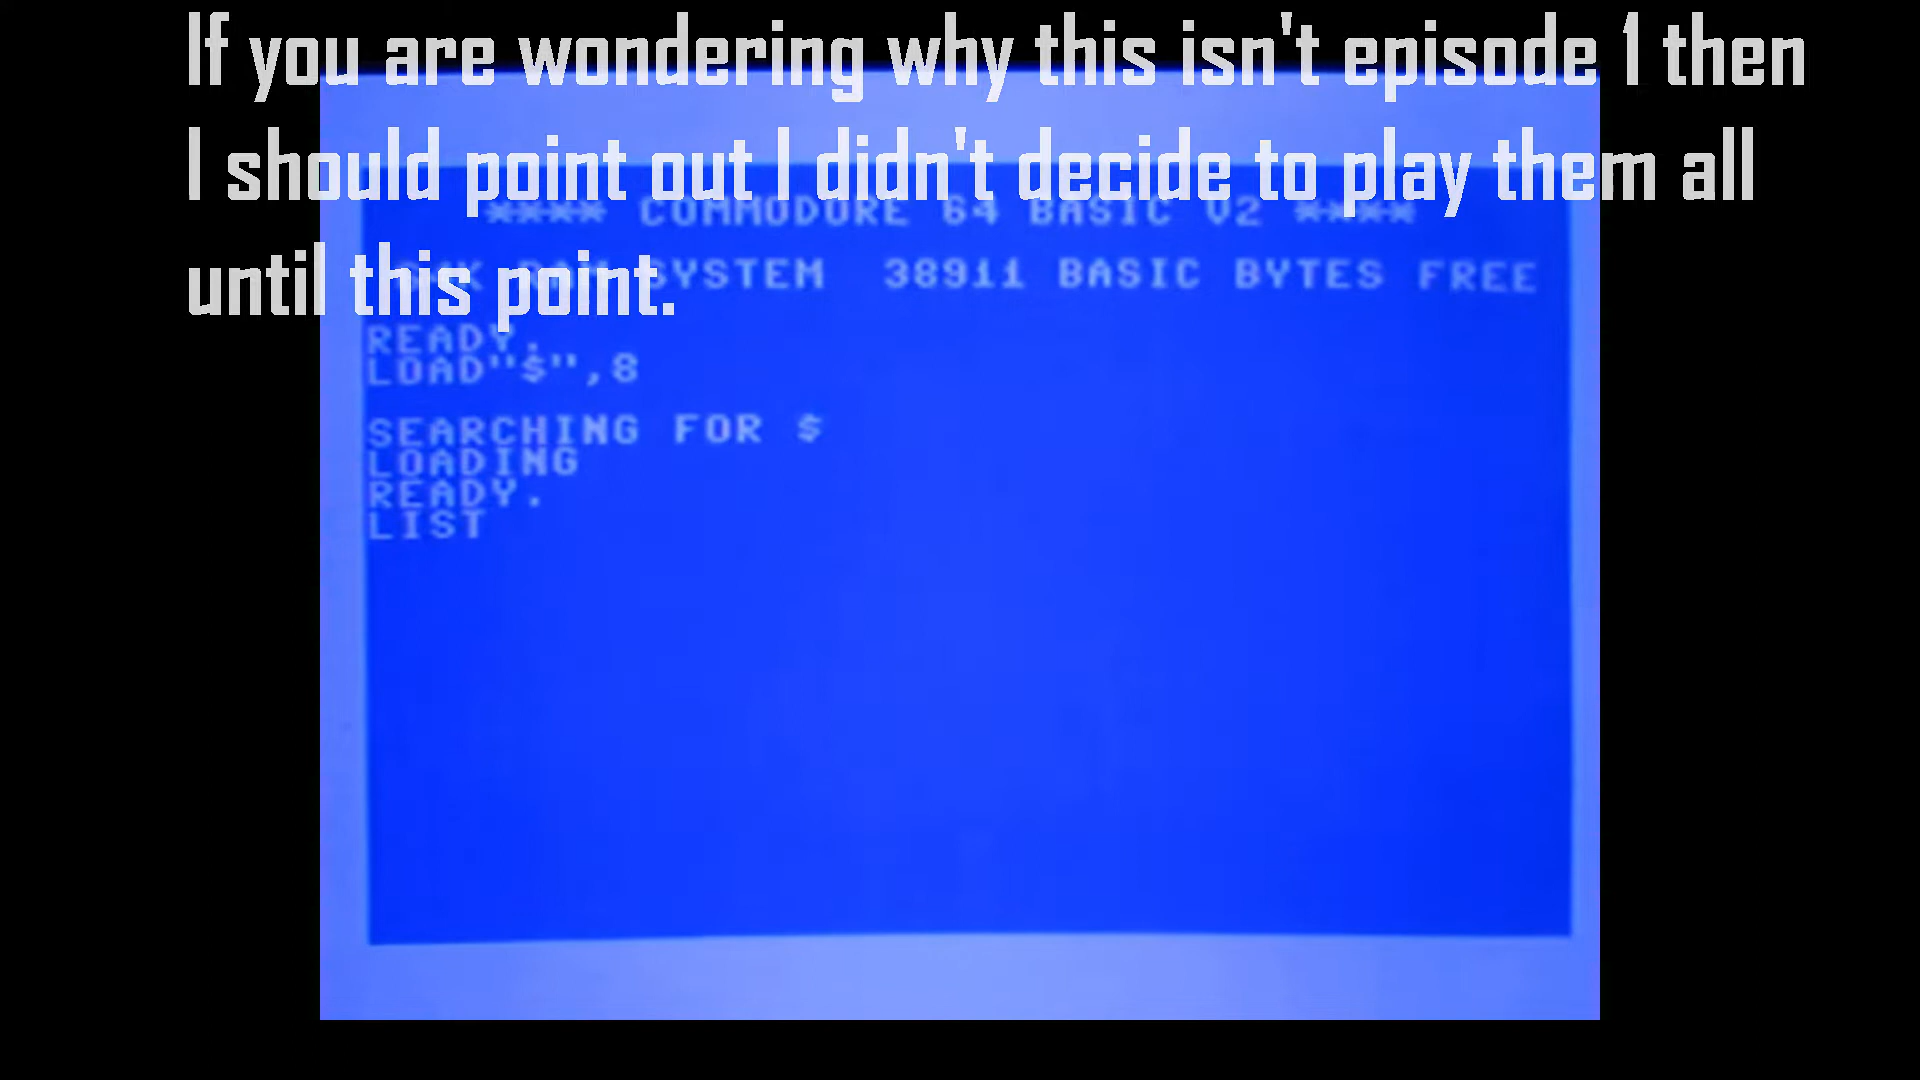 If you are wondering why this isn't episode 1 then
I should point out I didn't decide to play them all
until this point.
**** COMMODORE 64 BASIC V2 ****
RAM SYSTEM 38911 BASIC BYTES FREE
READY.
LOAD"$",8
SEARCHING FOR $
LOADING
READY.
LIST